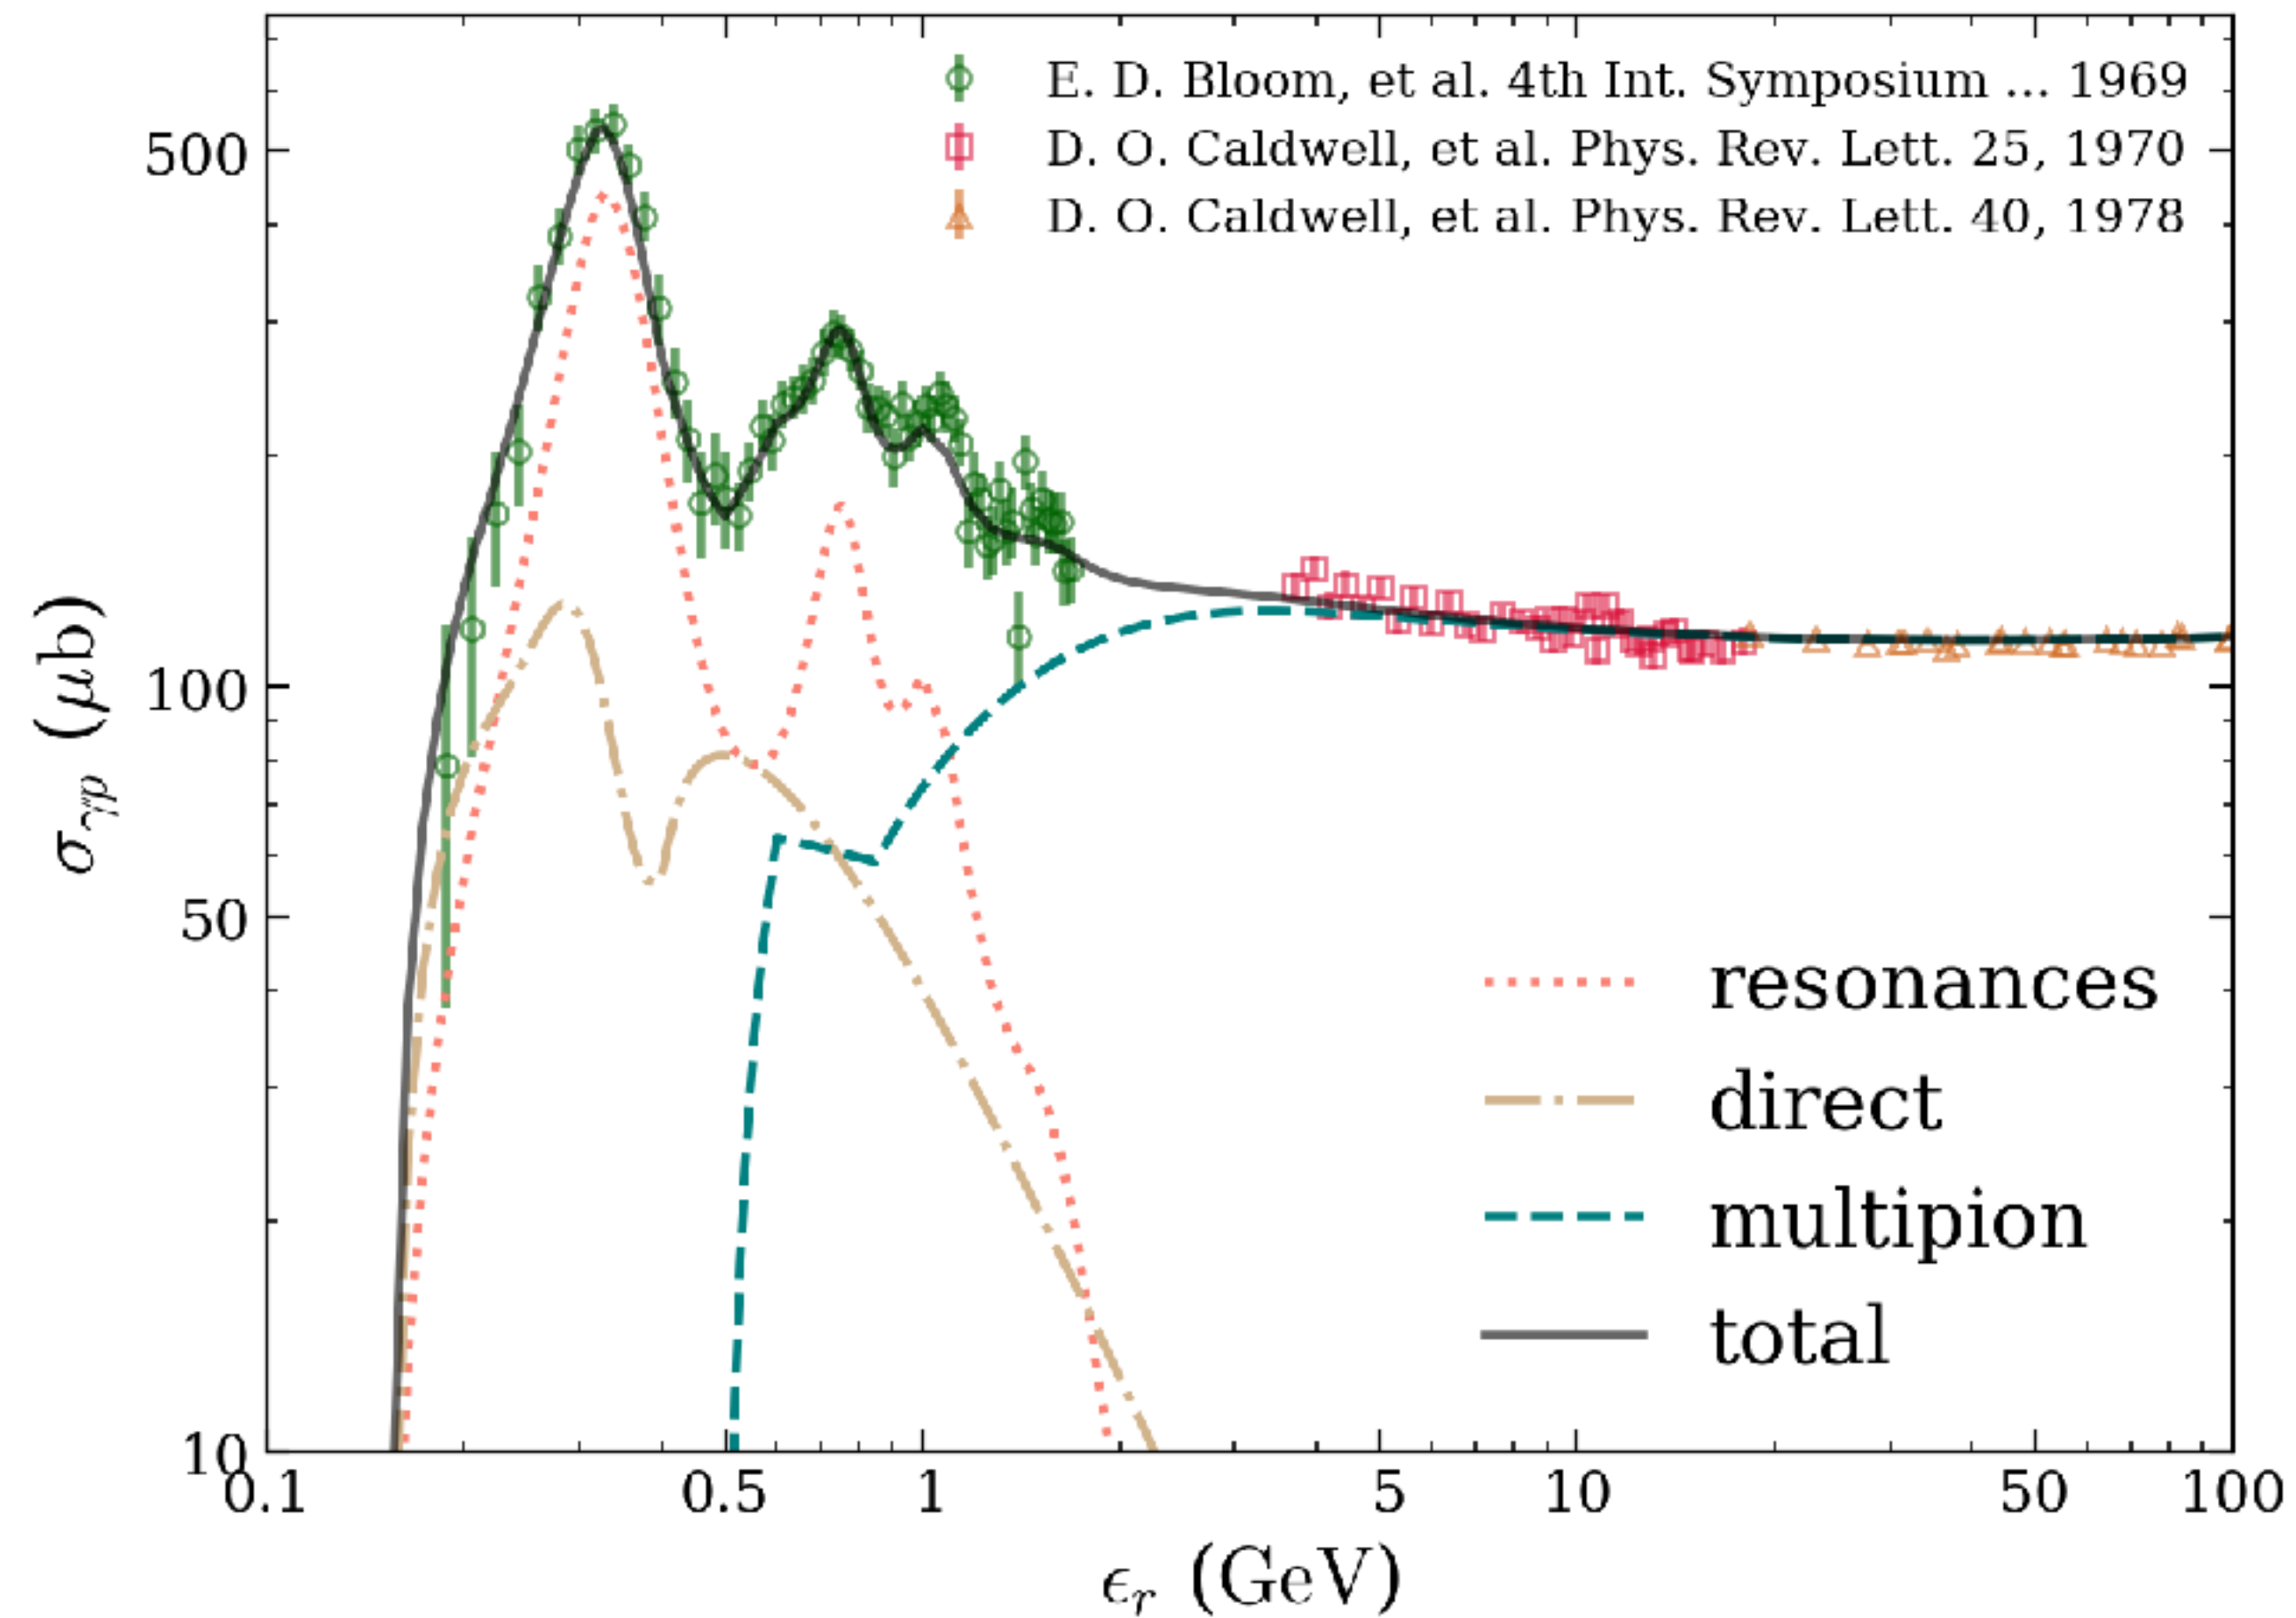 E. D. Bloom, et al. 4th Int. Symposium ... 1969
D. O. Caldwell, et al. Phys. Rev. Lett. 25, 1970
D. O. Caldwell, et al. Phys. Rev. Lett. 40, 1978
500
100
50
10
σγp (μb)
resonances
direct
multipion
total
0.1 0.5 1 5 10 50 100
ϵr (GeV)